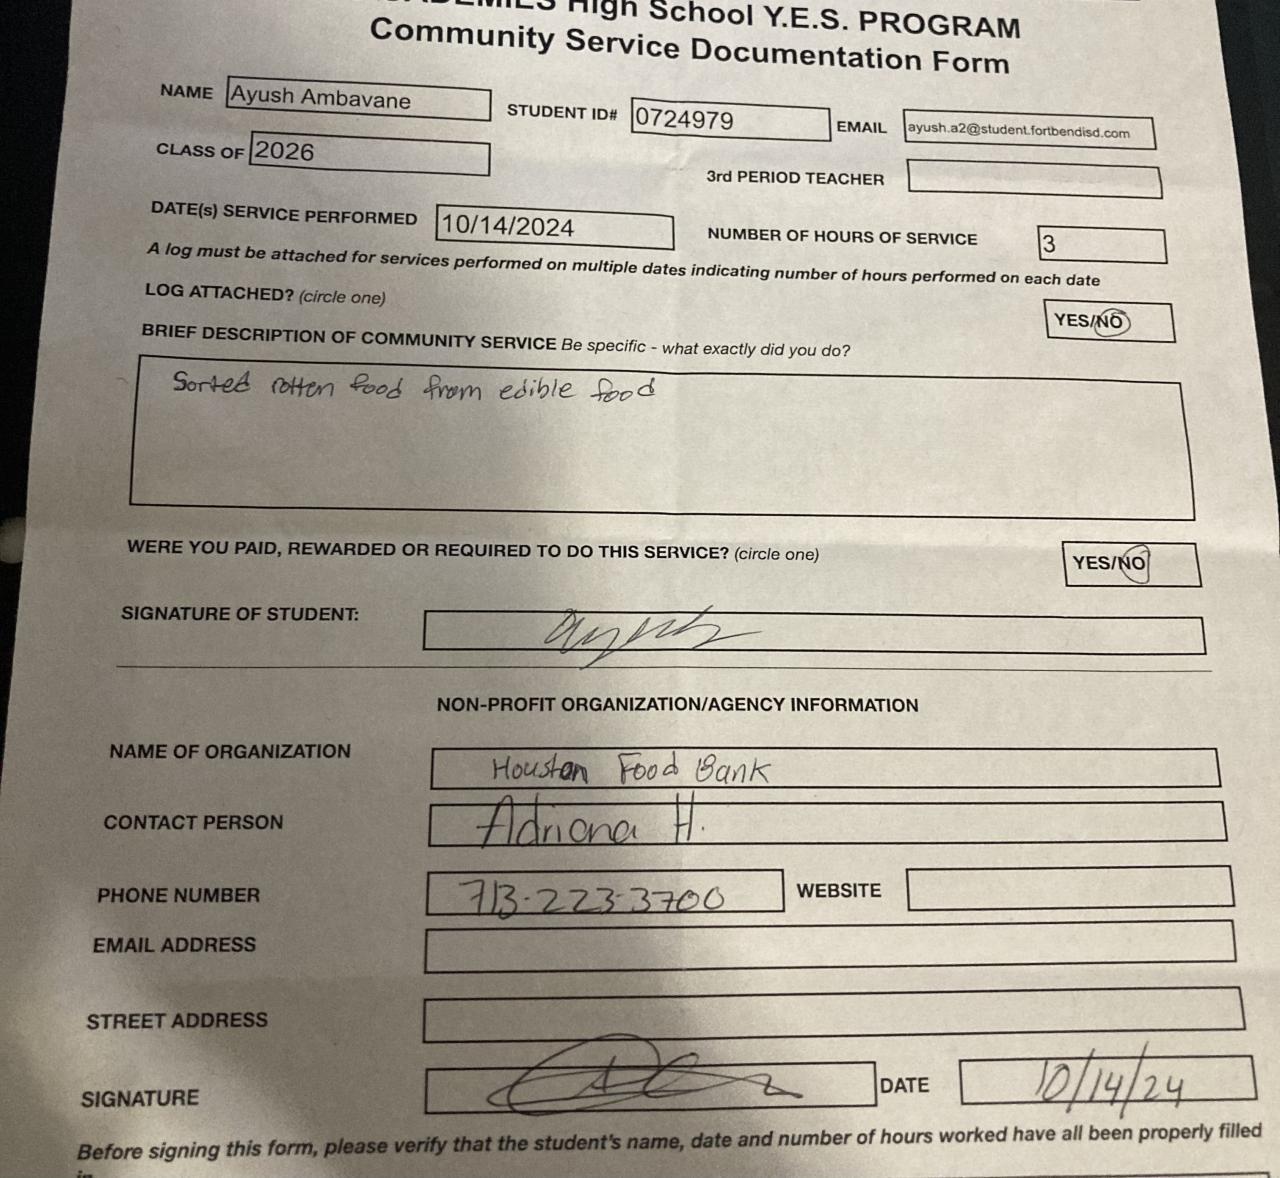 High School Y.E.S. PROGRAM
Community Service Documentation Form
NAME Ayush Ambavane STUDENT ID# 0724979 EMAIL ayush.a2@student.fortbendisd.com
CLASS OF 2026
3rd PERIOD TEACHER
DATE(s) SERVICE PERFORMED 10/14/2024 NUMBER OF HOURS OF SERVICE 3
A log must be attached for services performed on multiple dates indicating number of hours performed on each date
LOG ATTACHED? (circle one) YES/NO
BRIEF DESCRIPTION OF COMMUNITY SERVICE Be specific - what exactly did you do?
Sorted rotten food from edible food
WERE YOU PAID, REWARDED OR REQUIRED TO DO THIS SERVICE? (circle one) YES/NO
SIGNATURE OF STUDENT: Ayush
NON-PROFIT ORGANIZATION/AGENCY INFORMATION
NAME OF ORGANIZATION Houston Food Bank
CONTACT PERSON Adriana H.
PHONE NUMBER 713-223-3700 WEBSITE
EMAIL ADDRESS
STREET ADDRESS
SIGNATURE DATE 10/14/24
Before signing this form, please verify that the student's name, date and number of hours worked have all been properly filled